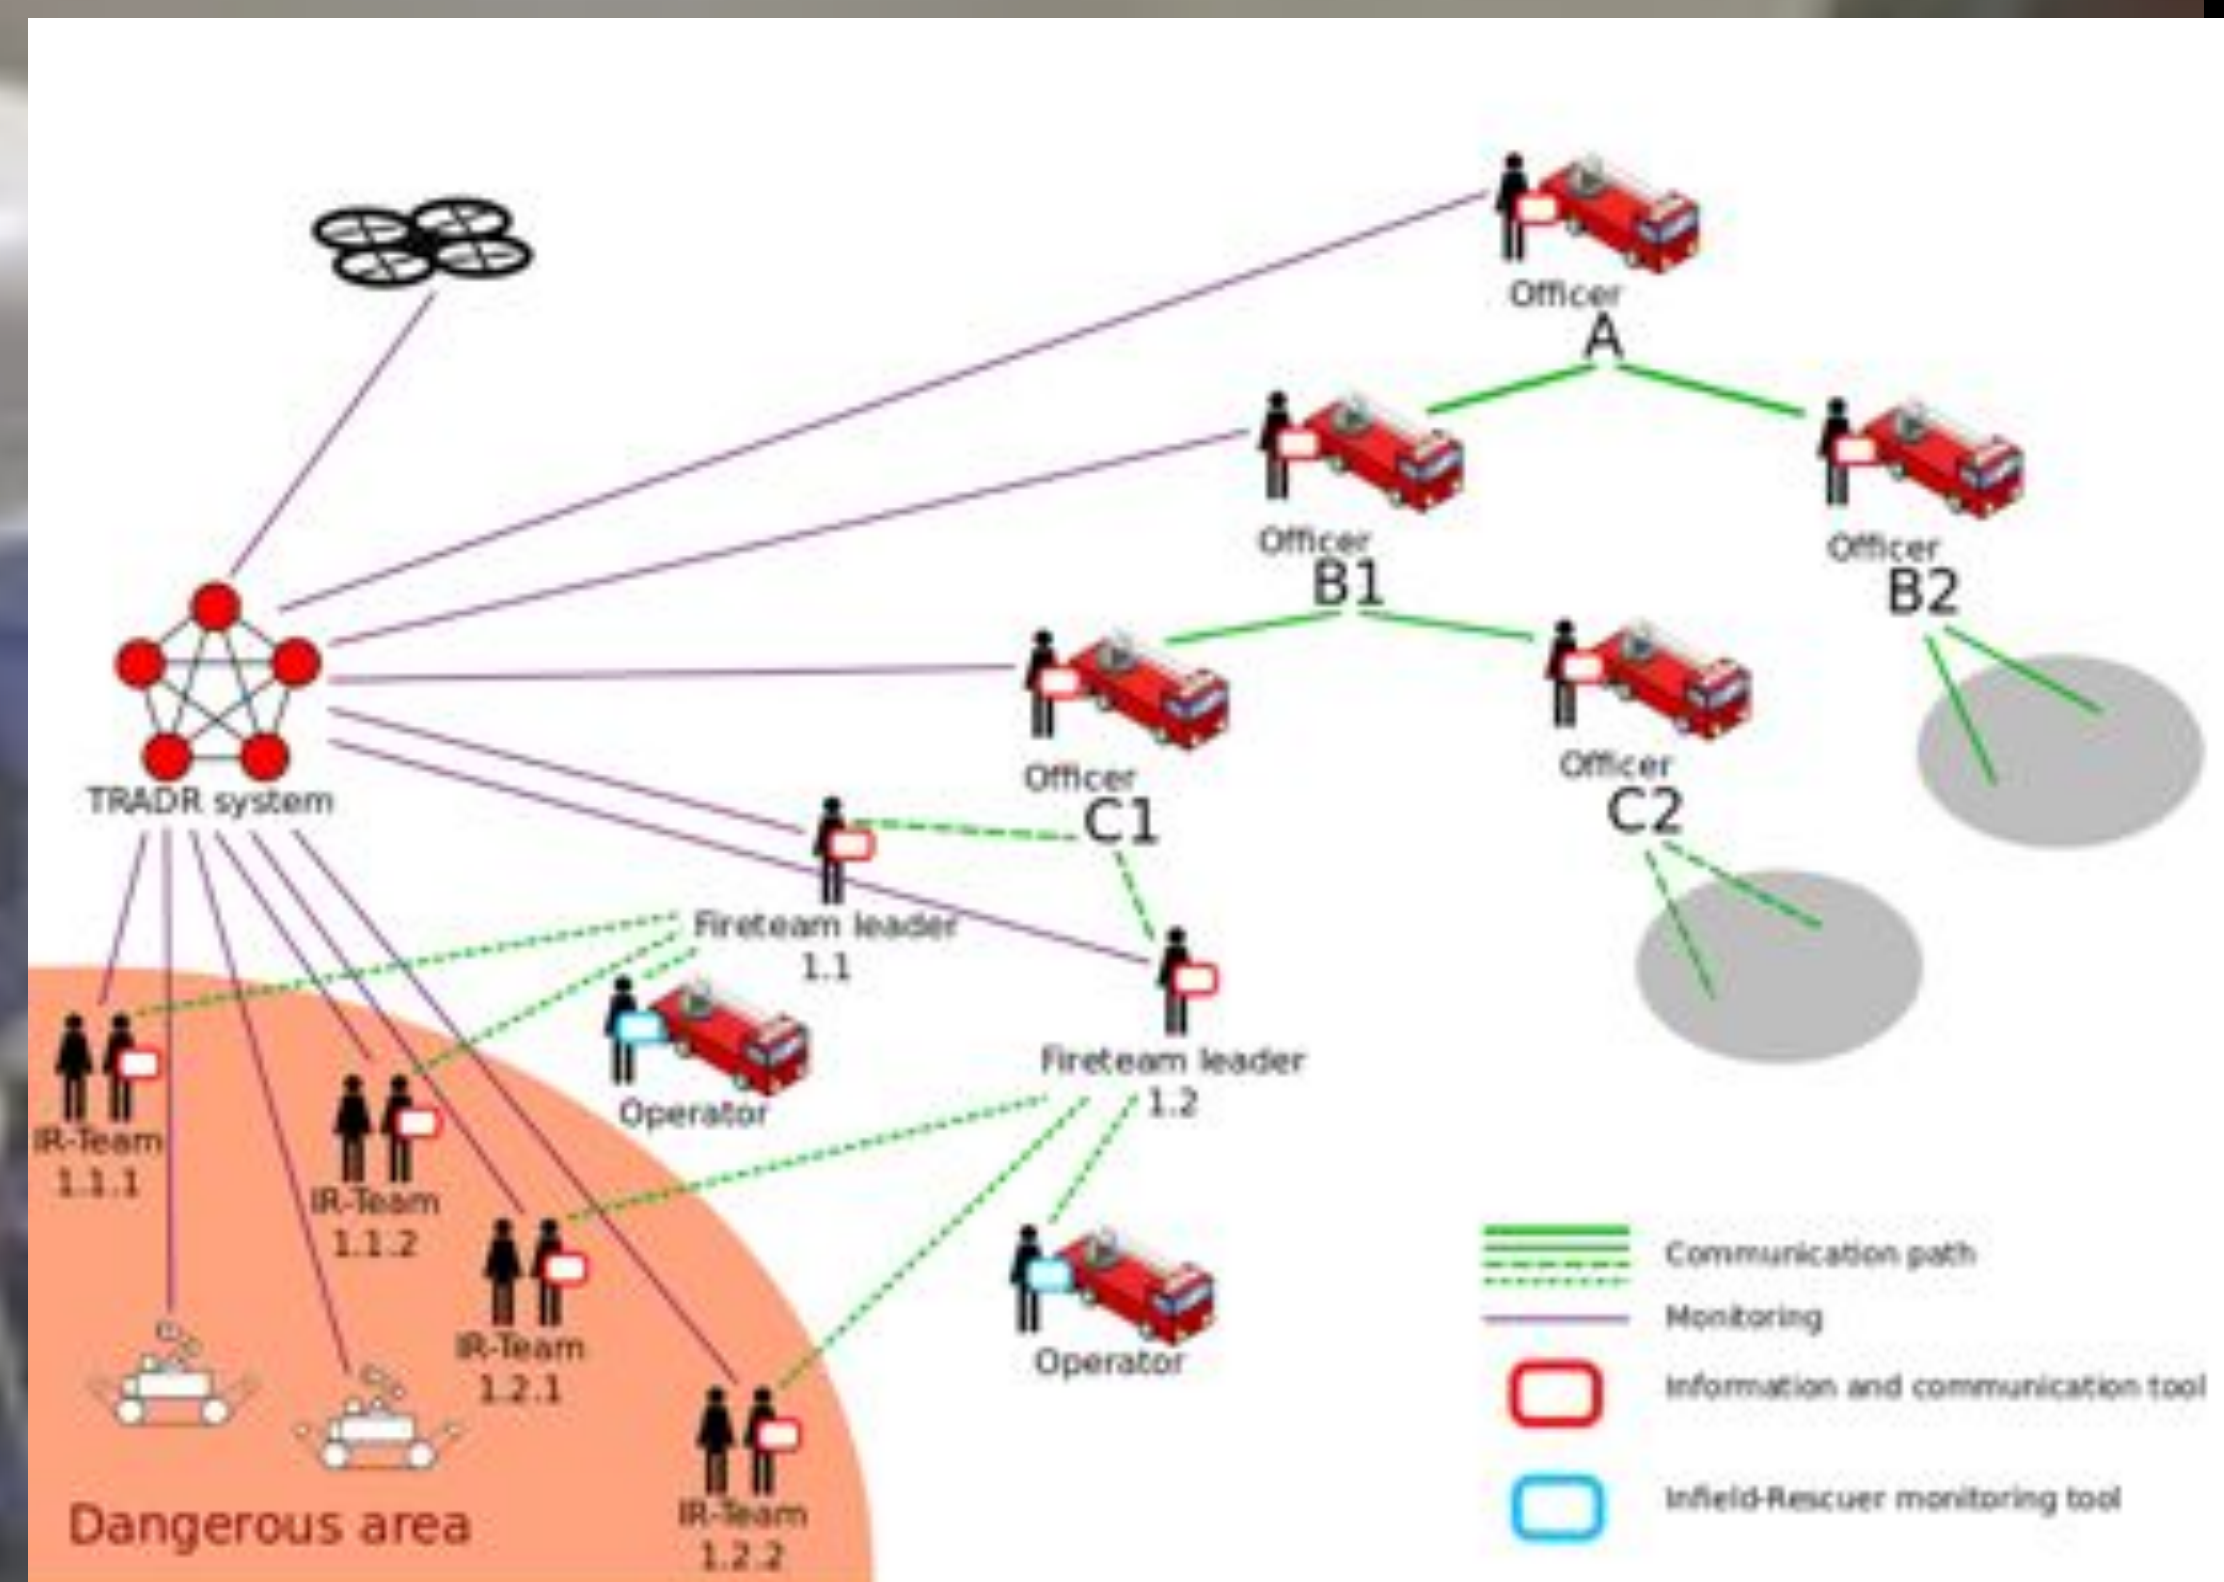 Officer
A
Officer
B1
Officer
B2
TRADR system
Officer
C1
Officer
C2
Fireteam leader
1.1
Fireteam leader
1.2
Operator
IR-Team
1.1.1
IR-Team
1.1.2
IR-Team
1.2.1
Operator
IR-Team
1.2.2
Dangerous area
Communication path
Monitoring
Information and communication tool
Infield-Rescuer monitoring tool